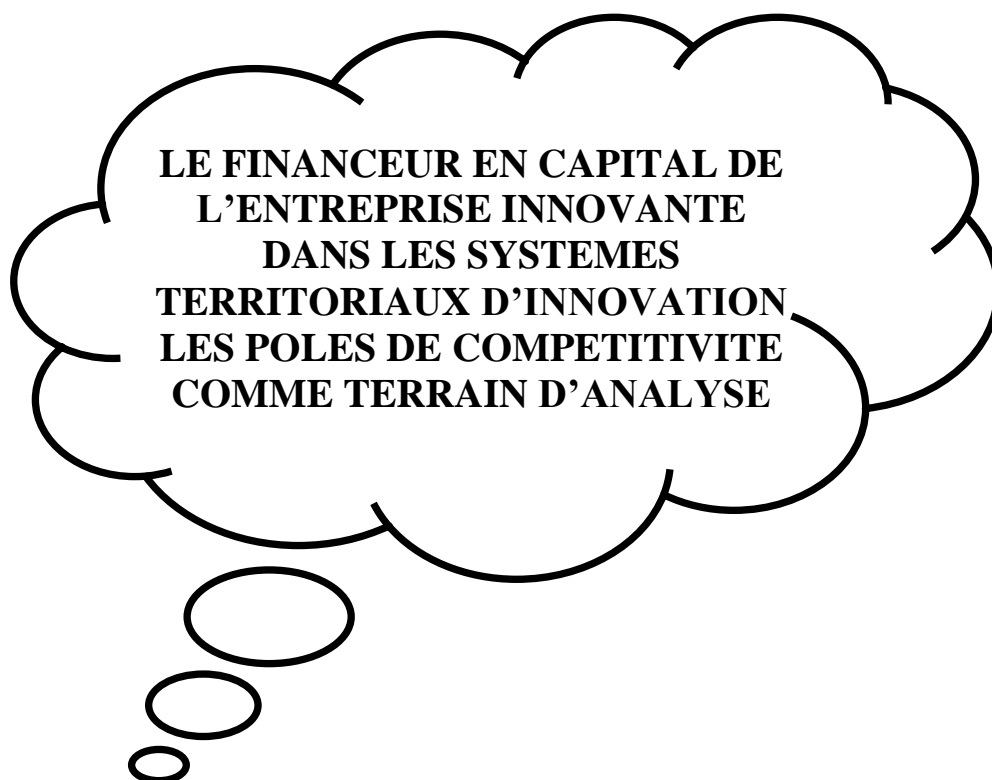 LE FINANCEUR EN CAPITAL DE
L’ENTREPRISE INNOVANTE
DANS LES SYSTEMES
TERRITORIAUX D’INNOVATION
LES POLES DE COMPETITIVITE
COMME TERRAIN D’ANALYSE